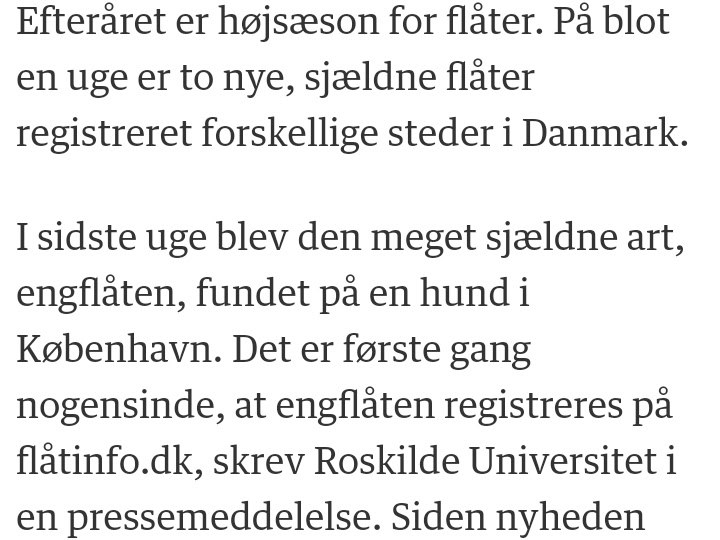 Efteråret er højsæson for flåter. På blot
en uge er to nye, sjældne flåter
registreret forskellige steder i Danmark.
I sidste uge blev den meget sjældne art,
engflåten, fundet på en hund i
København. Det er første gang
nogensinde, at engflåten registreres på
flåtinfo.dk, skrev Roskilde Universitet i
en pressemeddelelse. Siden nyheden